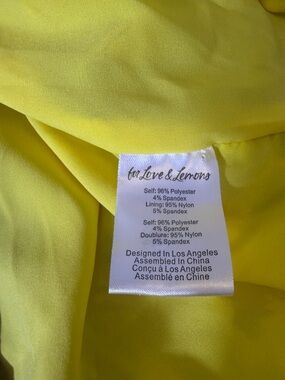 for Love & Lemons
Self: 96% Polyester
4% Spandex
Lining: 95% Nylon
5% Spandex
Self: 96% Polyester
4% Spandex
Doublure: 95% Nylon
5% Spandex
Designed In Los Angeles
Assembled In China
Conçu à Los Angeles
Assemblé en Chine